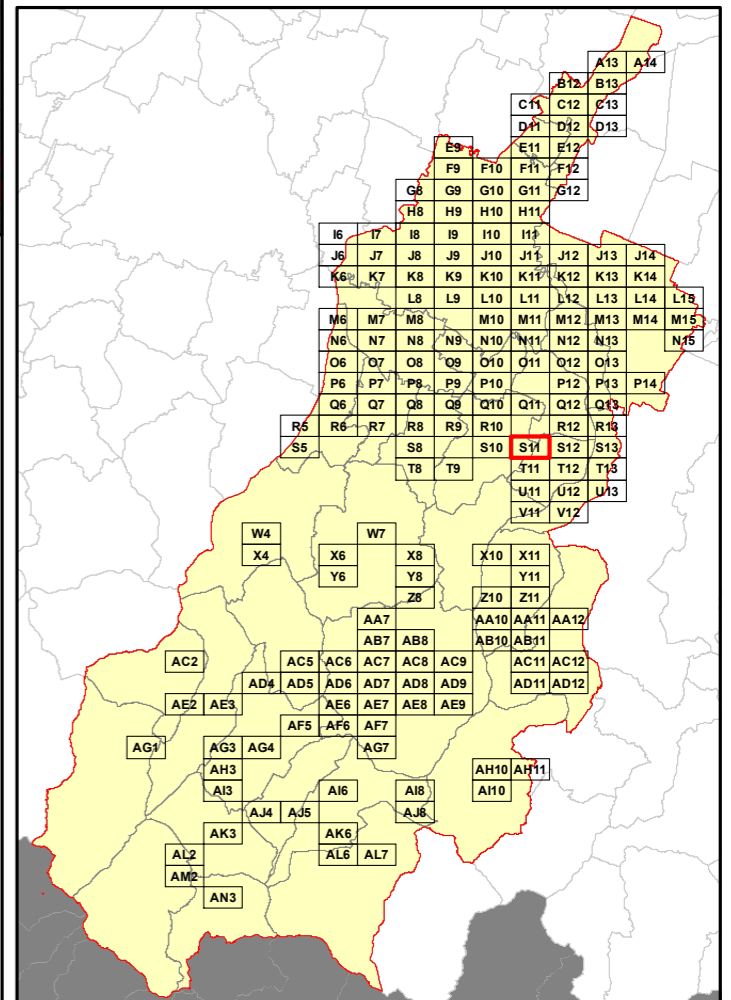 A13 A14
B12 B13
C11 C12 C13
D11 D12 D13
E9 E11 E12
F9 F10 F11 F12
G8 G9 G10 G11 G12
H8 H9 H10 H11
I6 I7 I8 I9 I10 I11
J6 J7 J8 J9 J10 J11 J12 J13 J14
K6 K7 K8 K9 K10 K11 K12 K13 K14
L8 L9 L10 L11 L12 L13 L14 L15
M6 M7 M8 M10 M11 M12 M13 M14 M15
N6 N7 N8 N9 N10 N11 N12 N13 N15
O6 O7 O8 O9 O10 O11 O12 O13
P6 P7 P8 P9 P10 P12 P13 P14
Q6 Q7 Q8 Q9 Q10 Q11 Q12 Q13
R5 R6 R7 R8 R9 R10 R12 R13
S5 S8 S10 S11 S12 S13
T8 T9 T11 T12 T13
U11 U12 U13
V11 V12
W4 W7
X4 X6 X8 X10 X11
Y6 Y8 Y11
Z8 Z10 Z11
AA7 AA10 AA11 AA12
AB7 AB8 AB10 AB11
AC2 AC5 AC6 AC7 AC8 AC9 AC11 AC12
AD4 AD5 AD6 AD7 AD8 AD9 AD11 AD12
AE2 AE3 AE6 AE7 AE8 AE9
AF5 AF6 AF7
AG1 AG3 AG4 AG7
AH3 AH10 AH11
AI3 AI6 AI8 AI10
AJ4 AJ5 AJ8
AK3 AK6
AL2 AL6 AL7
AM2
AN3